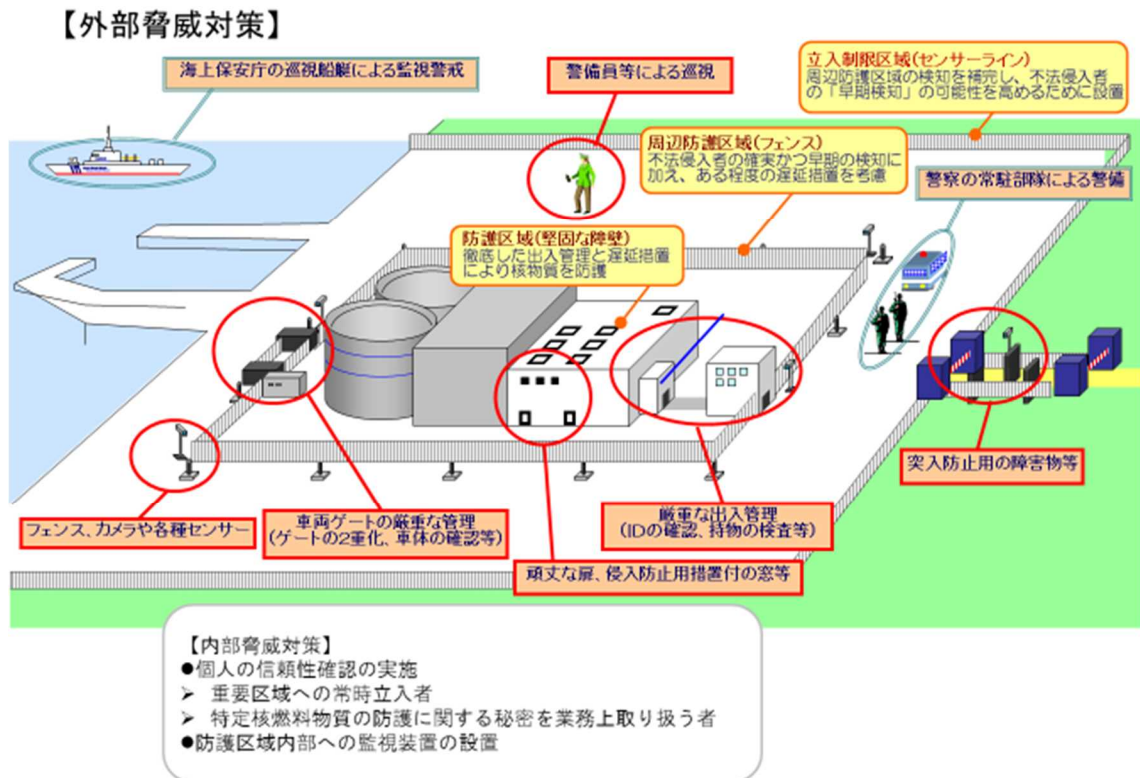 【外部脅威対策】
海上保安庁の巡視船艇による監視警戒
警備員等による巡視
立入制限区域(センサーライン)
周辺防護区域の検知を補完し、不法侵入者
の「早期検知」の可能性を高めるために設置
周辺防護区域(フェンス)
不法侵入者の確実かつ早期の検知に
加え、ある程度の遅延措置を考慮
警察の常駐部隊による警備
防護区域(堅固な障壁)
徹底した出入管理と遅延措置
により核物質を防護
突入防止用の障害物等
フェンス、カメラや各種センサー
車両ゲートの厳重な管理
(ゲートの2重化、車体の確認等)
厳重な出入管理
(IDの確認、持物の検査等)
頑丈な扉、侵入防止用措置付の窓等
【内部脅威対策】
●個人の信頼性確認の実施
➢ 重要区域への常時立入者
➢ 特定核燃料物質の防護に関する秘密を業務上取り扱う者
●防護区域内部への監視装置の設置